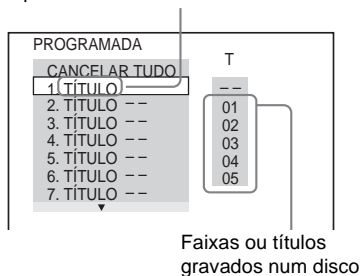 PROGRAMADA
T
CANCELAR TUDO
1. TÍTULO – –
2. TÍTULO – – 01
3. TÍTULO – – 02
4. TÍTULO – – 03
5. TÍTULO – – 04
6. TÍTULO – – 05
7. TÍTULO – –
Faixas ou títulos
gravados num disco